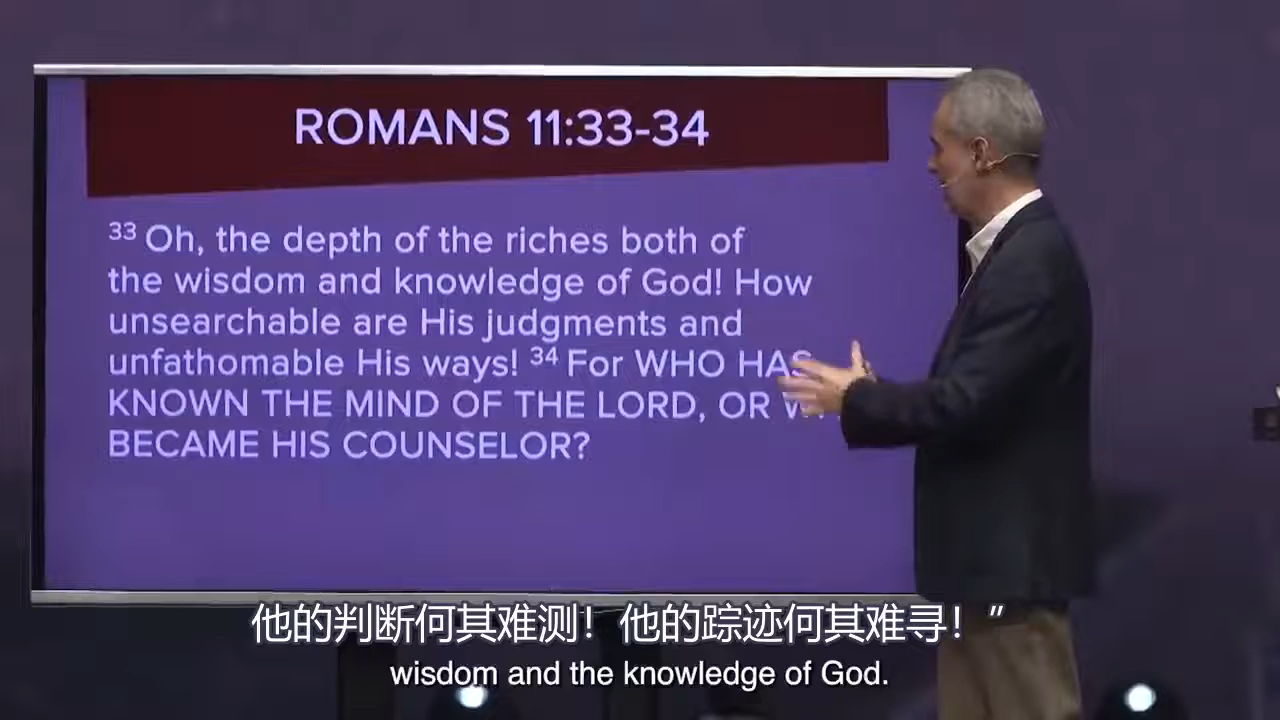 ROMANS 11:33-34
33 Oh, the depth of the riches both of
the wisdom and knowledge of God! How
unsearchable are His judgments and
unfathomable His ways! 34 For WHO HAS
KNOWN THE MIND OF THE LORD, OR
BECAME HIS COUNSELOR?
他的判断何其难测！他的踪迹何其难寻！”
wisdom and the knowledge of God.